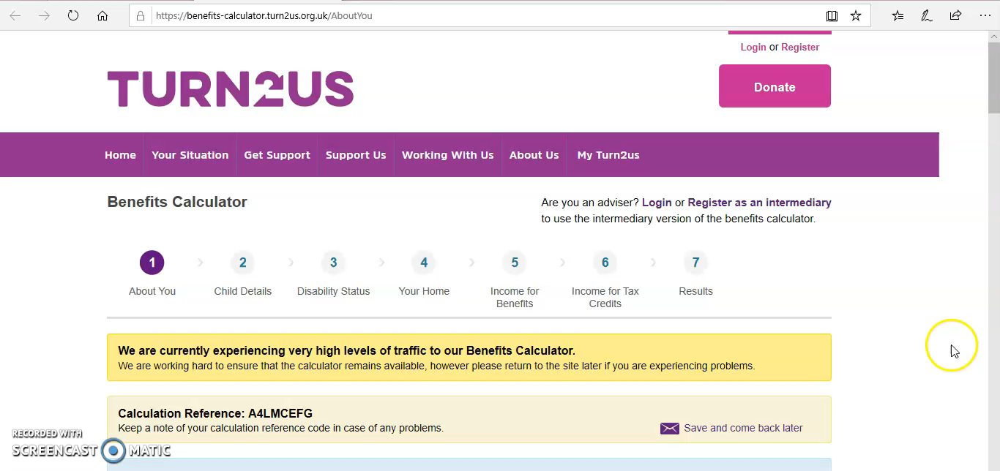 https://benefits-calculator.turn2us.org.uk/AboutYou
Login or Register
TURN2US
Donate
Home Your Situation Get Support Support Us Working With Us About Us My Turn2us
Benefits Calculator
Are you an adviser? Login or Register as an intermediary
to use the intermediary version of the benefits calculator.
1 2 3 4 5 6 7
About You Child Details Disability Status Your Home Income for Benefits Income for Tax Credits Results
We are currently experiencing very high levels of traffic to our Benefits Calculator.
We are working hard to ensure that the calculator remains available, however please return to the site later if you are experiencing problems.
Calculation Reference: A4LMCEFG
Keep a note of your calculation reference code in case of any problems.
Save and come back later
RECORDED WITH
SCREENCAST MATIC